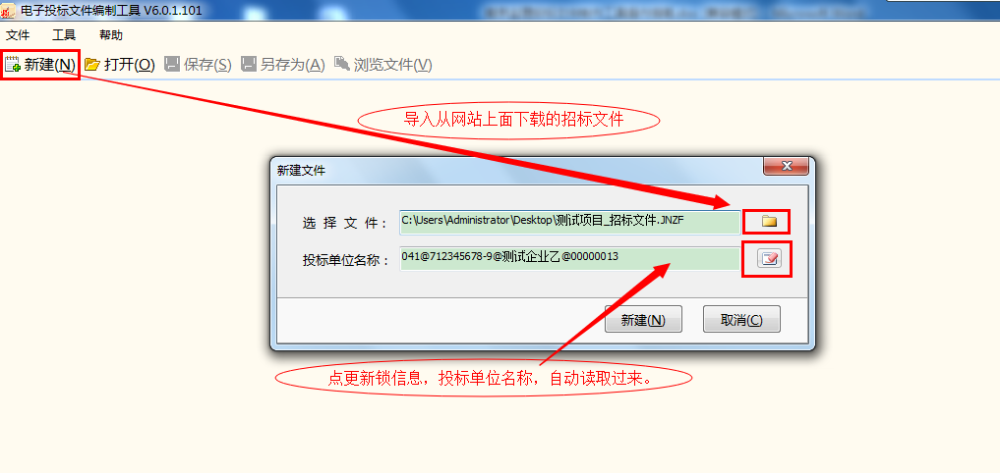 电子投标文件编制工具 V6.0.1.101
文件 工具 帮助
新建(N) 打开(O) 保存(S) 另存为(A) 浏览文件(V)
导入从网站上面下载的招标文件
新建文件
选 择 文 件： C:\Users\Administrator\Desktop\测试项目_招标文件.JNZF
投标单位名称： 041@712345678-9@测试企业乙@00000013
新建(N) 取消(C)
点更新锁信息，投标单位名称，自动读取过来。